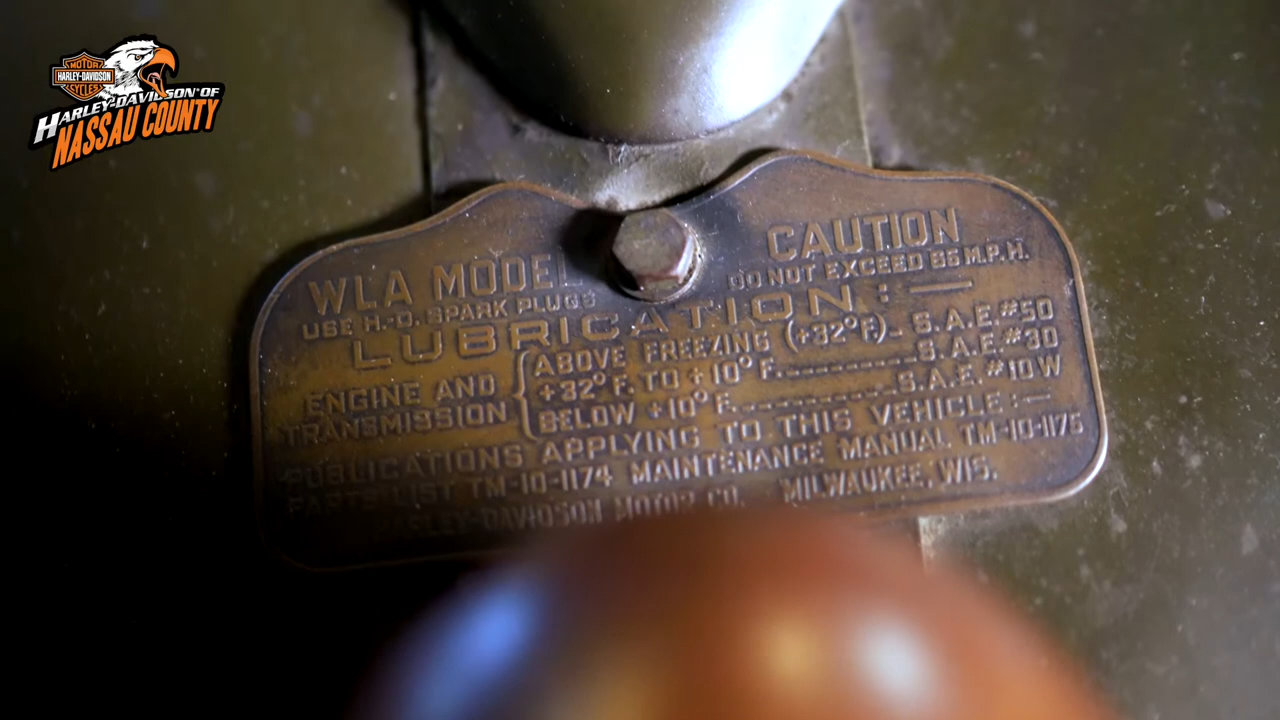 MOTOR
HARLEY-DAVIDSON
CYCLES
HARLEY-DAVIDSON OF
NASSAU COUNTY
WLA MODEL
USE H.-D. SPARK PLUGS
CAUTION
DO NOT EXCEED 65 M.P.H.
LUBRICATION:—
ENGINE AND
TRANSMISSION
ABOVE FREEZING (+32°F.)- S.A.E. #50
+32°F. TO +10°F.---------S.A.E. #30
BELOW +10°F.------------S.A.E. #10W
PUBLICATIONS APPLYING TO THIS VEHICLE:—
PARTS LIST TM-10-1174 MAINTENANCE MANUAL TM-10-1175
HARLEY-DAVIDSON MOTOR CO. MILWAUKEE, WIS.